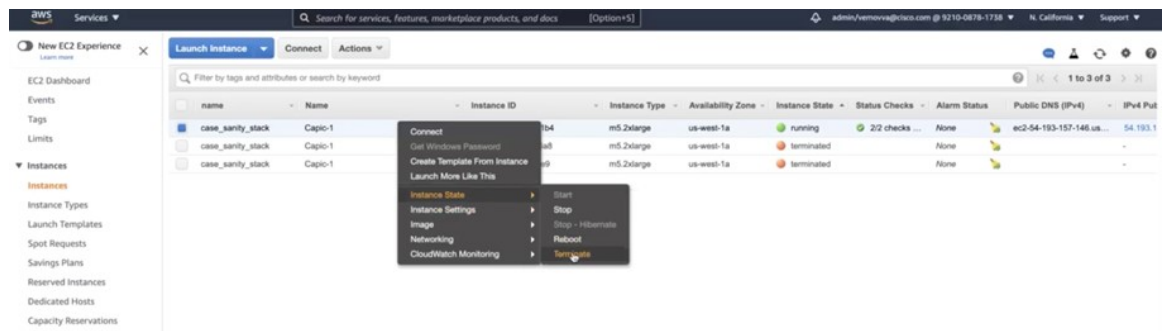 aws Services ▾ Search for services, features, marketplace products, and docs [Option+S] admin/vemovva@cisco.com @ 9210-0878-1738 ▾ N. California ▾ Support ▾
New EC2 Experience
Learn more
Launch Instance Connect Actions
EC2 Dashboard
Events
Tags
Limits
Instances
Instances
Instance Types
Launch Templates
Spot Requests
Savings Plans
Reserved Instances
Dedicated Hosts
Capacity Reservations
Filter by tags and attributes or search by keyword 1 to 3 of 3
name Name Instance ID Instance Type Availability Zone Instance State Status Checks Alarm Status Public DNS (IPv4) IPv4 Pub
case_sanity_stack Capic-1 1b4 m5.2xlarge us-west-1a running 2/2 checks ... None ec2-54-193-157-146.us... 54.193.1
case_sanity_stack Capic-1 m5.2xlarge us-west-1a terminated None -
case_sanity_stack Capic-1 m5.2xlarge us-west-1a terminated None -
Connect
Get Windows Password
Create Template From Instance
Launch More Like This
Instance State
Instance Settings
Image
Networking
CloudWatch Monitoring
Start
Stop
Stop - Hibernate
Reboot
Terminate